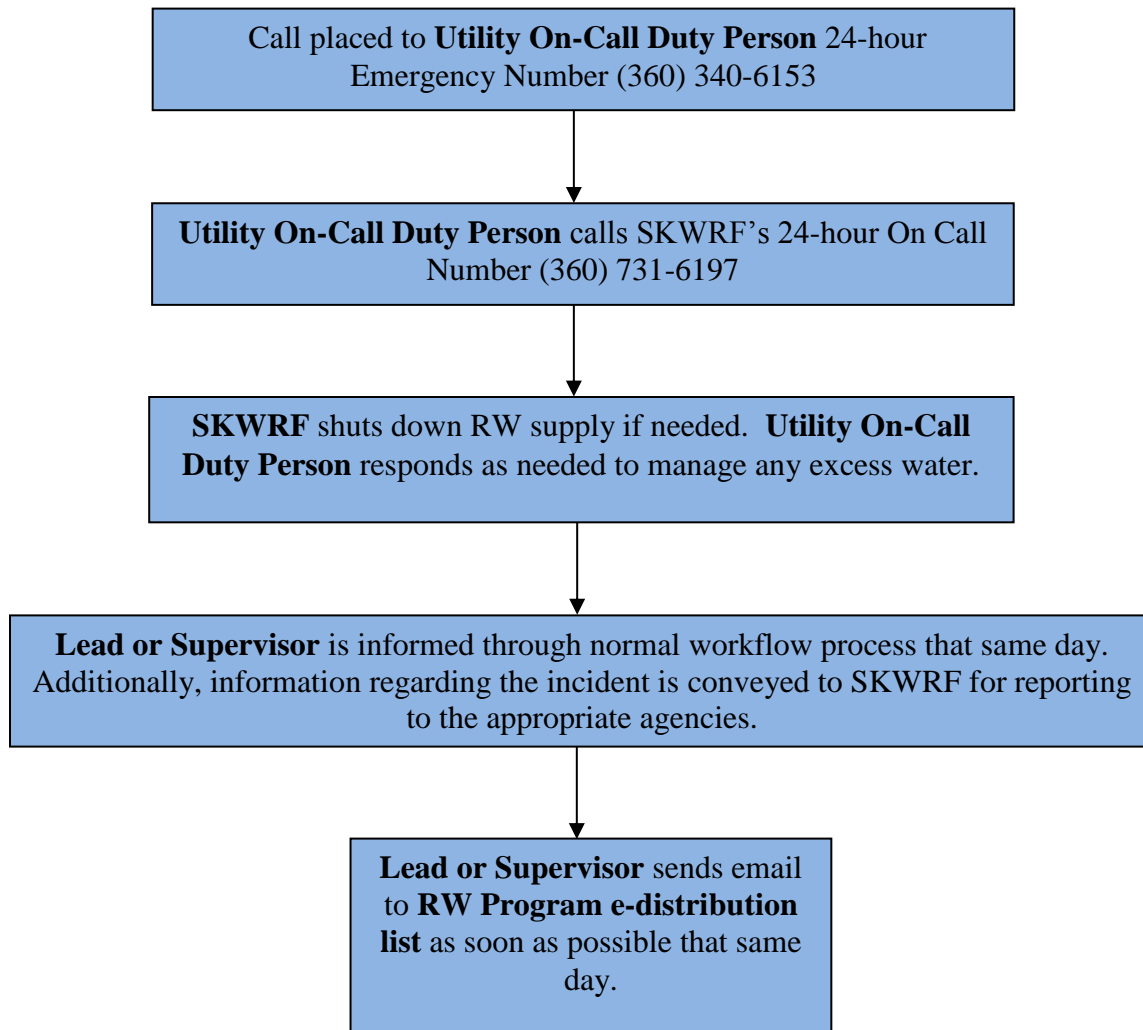 Call placed to Utility On-Call Duty Person 24-hour
Emergency Number (360) 340-6153
Utility On-Call Duty Person calls SKWRF’s 24-hour On Call
Number (360) 731-6197
SKWRF shuts down RW supply if needed. Utility On-Call
Duty Person responds as needed to manage any excess water.
Lead or Supervisor is informed through normal workflow process that same day.
Additionally, information regarding the incident is conveyed to SKWRF for reporting
to the appropriate agencies.
Lead or Supervisor sends email
to RW Program e-distribution
list as soon as possible that same
day.